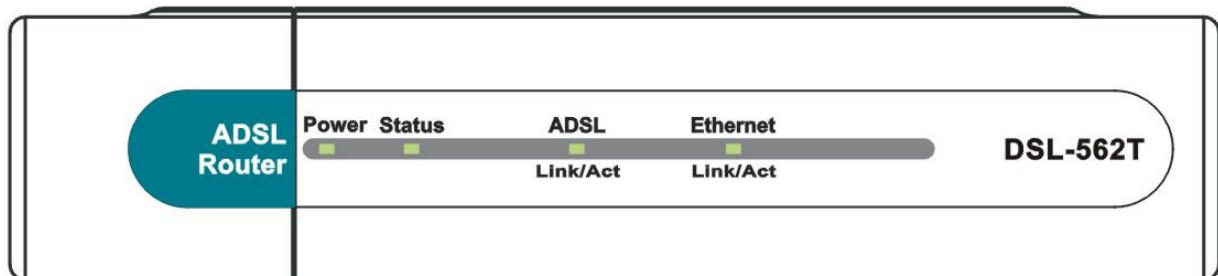 ADSL
Router
Power Status ADSL Ethernet
Link/Act Link/Act
DSL-562T